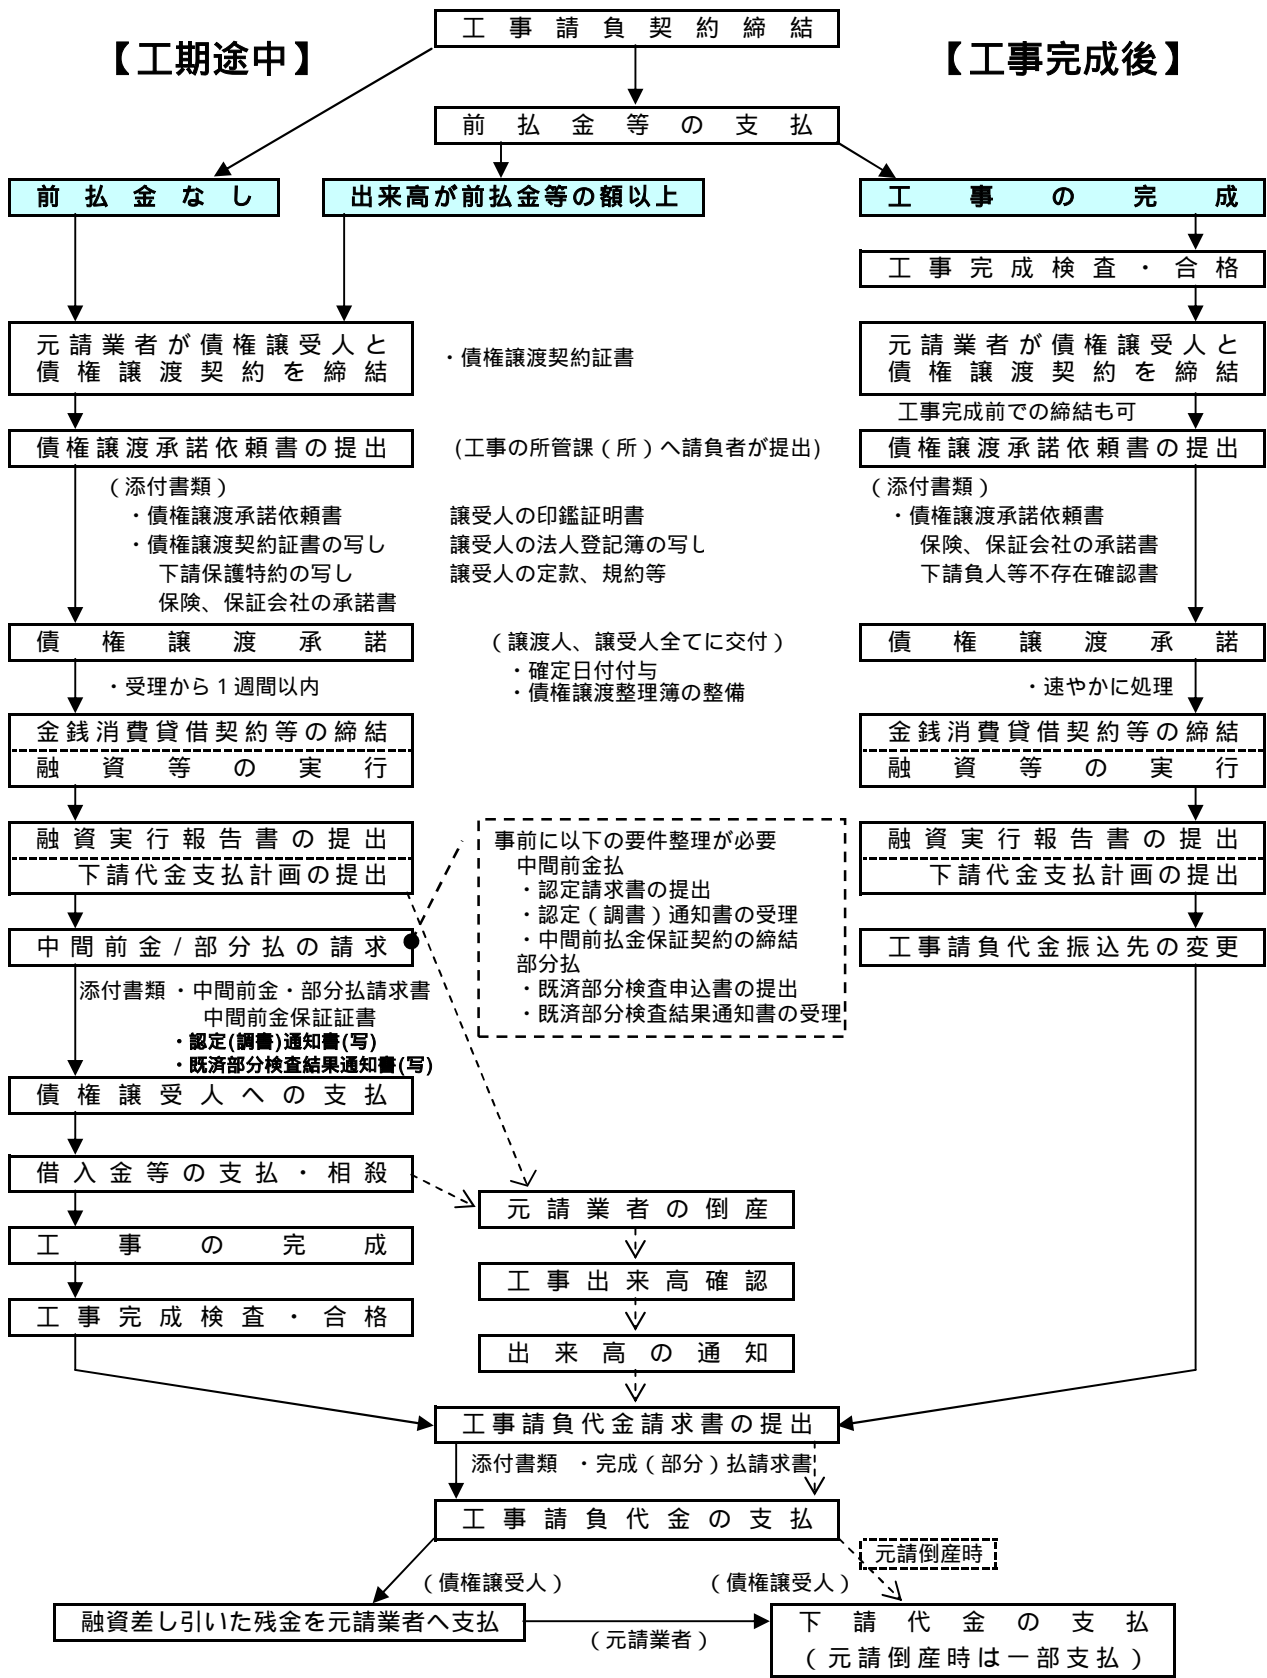 工事請負契約締結
【工期途中】
【工事完成後】
前払金等の支払
前払金なし
出来高が前払金等の額以上
工事の完成
工事完成検査・合格
元請業者が債権譲受人と
債権譲渡契約を締結
・債権譲渡契約証書
元請業者が債権譲受人と
債権譲渡契約を締結
工事完成前での締結も可
債権譲渡承諾依頼書の提出
(工事の所管課（所）へ請負者が提出)
債権譲渡承諾依頼書の提出
（添付書類）
・債権譲渡承諾依頼書
・債権譲渡契約証書の写し
下請保護特約の写し
保険、保証会社の承諾書
譲受人の印鑑証明書
譲受人の法人登記簿の写し
譲受人の定款、規約等
（添付書類）
・債権譲渡承諾依頼書
保険、保証会社の承諾書
下請負人等不存在確認書
債権譲渡承諾
（譲渡人、譲受人全てに交付）
・確定日付付与
・債権譲渡整理簿の整備
債権譲渡承諾
・受理から１週間以内
・速やかに処理
金銭消費貸借契約等の締結
融資等の実行
金銭消費貸借契約等の締結
融資等の実行
融資実行報告書の提出
下請代金支払計画の提出
事前に以下の要件整理が必要
中間前金払
・認定請求書の提出
・認定（調書）通知書の受理
・中間前払金保証契約の締結
部分払
・既済部分検査申込書の提出
・既済部分検査結果通知書の受理
融資実行報告書の提出
下請代金支払計画の提出
中間前金/部分払の請求
工事請負代金振込先の変更
添付書類・中間前金・部分払請求書
中間前金保証証書
・認定(調書)通知書(写)
・既済部分検査結果通知書(写)
債権譲受人への支払
借入金等の支払・相殺
元請業者の倒産
工事の完成
工事出来高確認
工事完成検査・合格
出来高の通知
工事請負代金請求書の提出
添付書類　・完成（部分）払請求書
工事請負代金の支払
元請倒産時
（債権譲受人）
（債権譲受人）
融資差し引いた残金を元請業者へ支払
（元請業者）
下請代金の支払
（元請倒産時は一部支払）